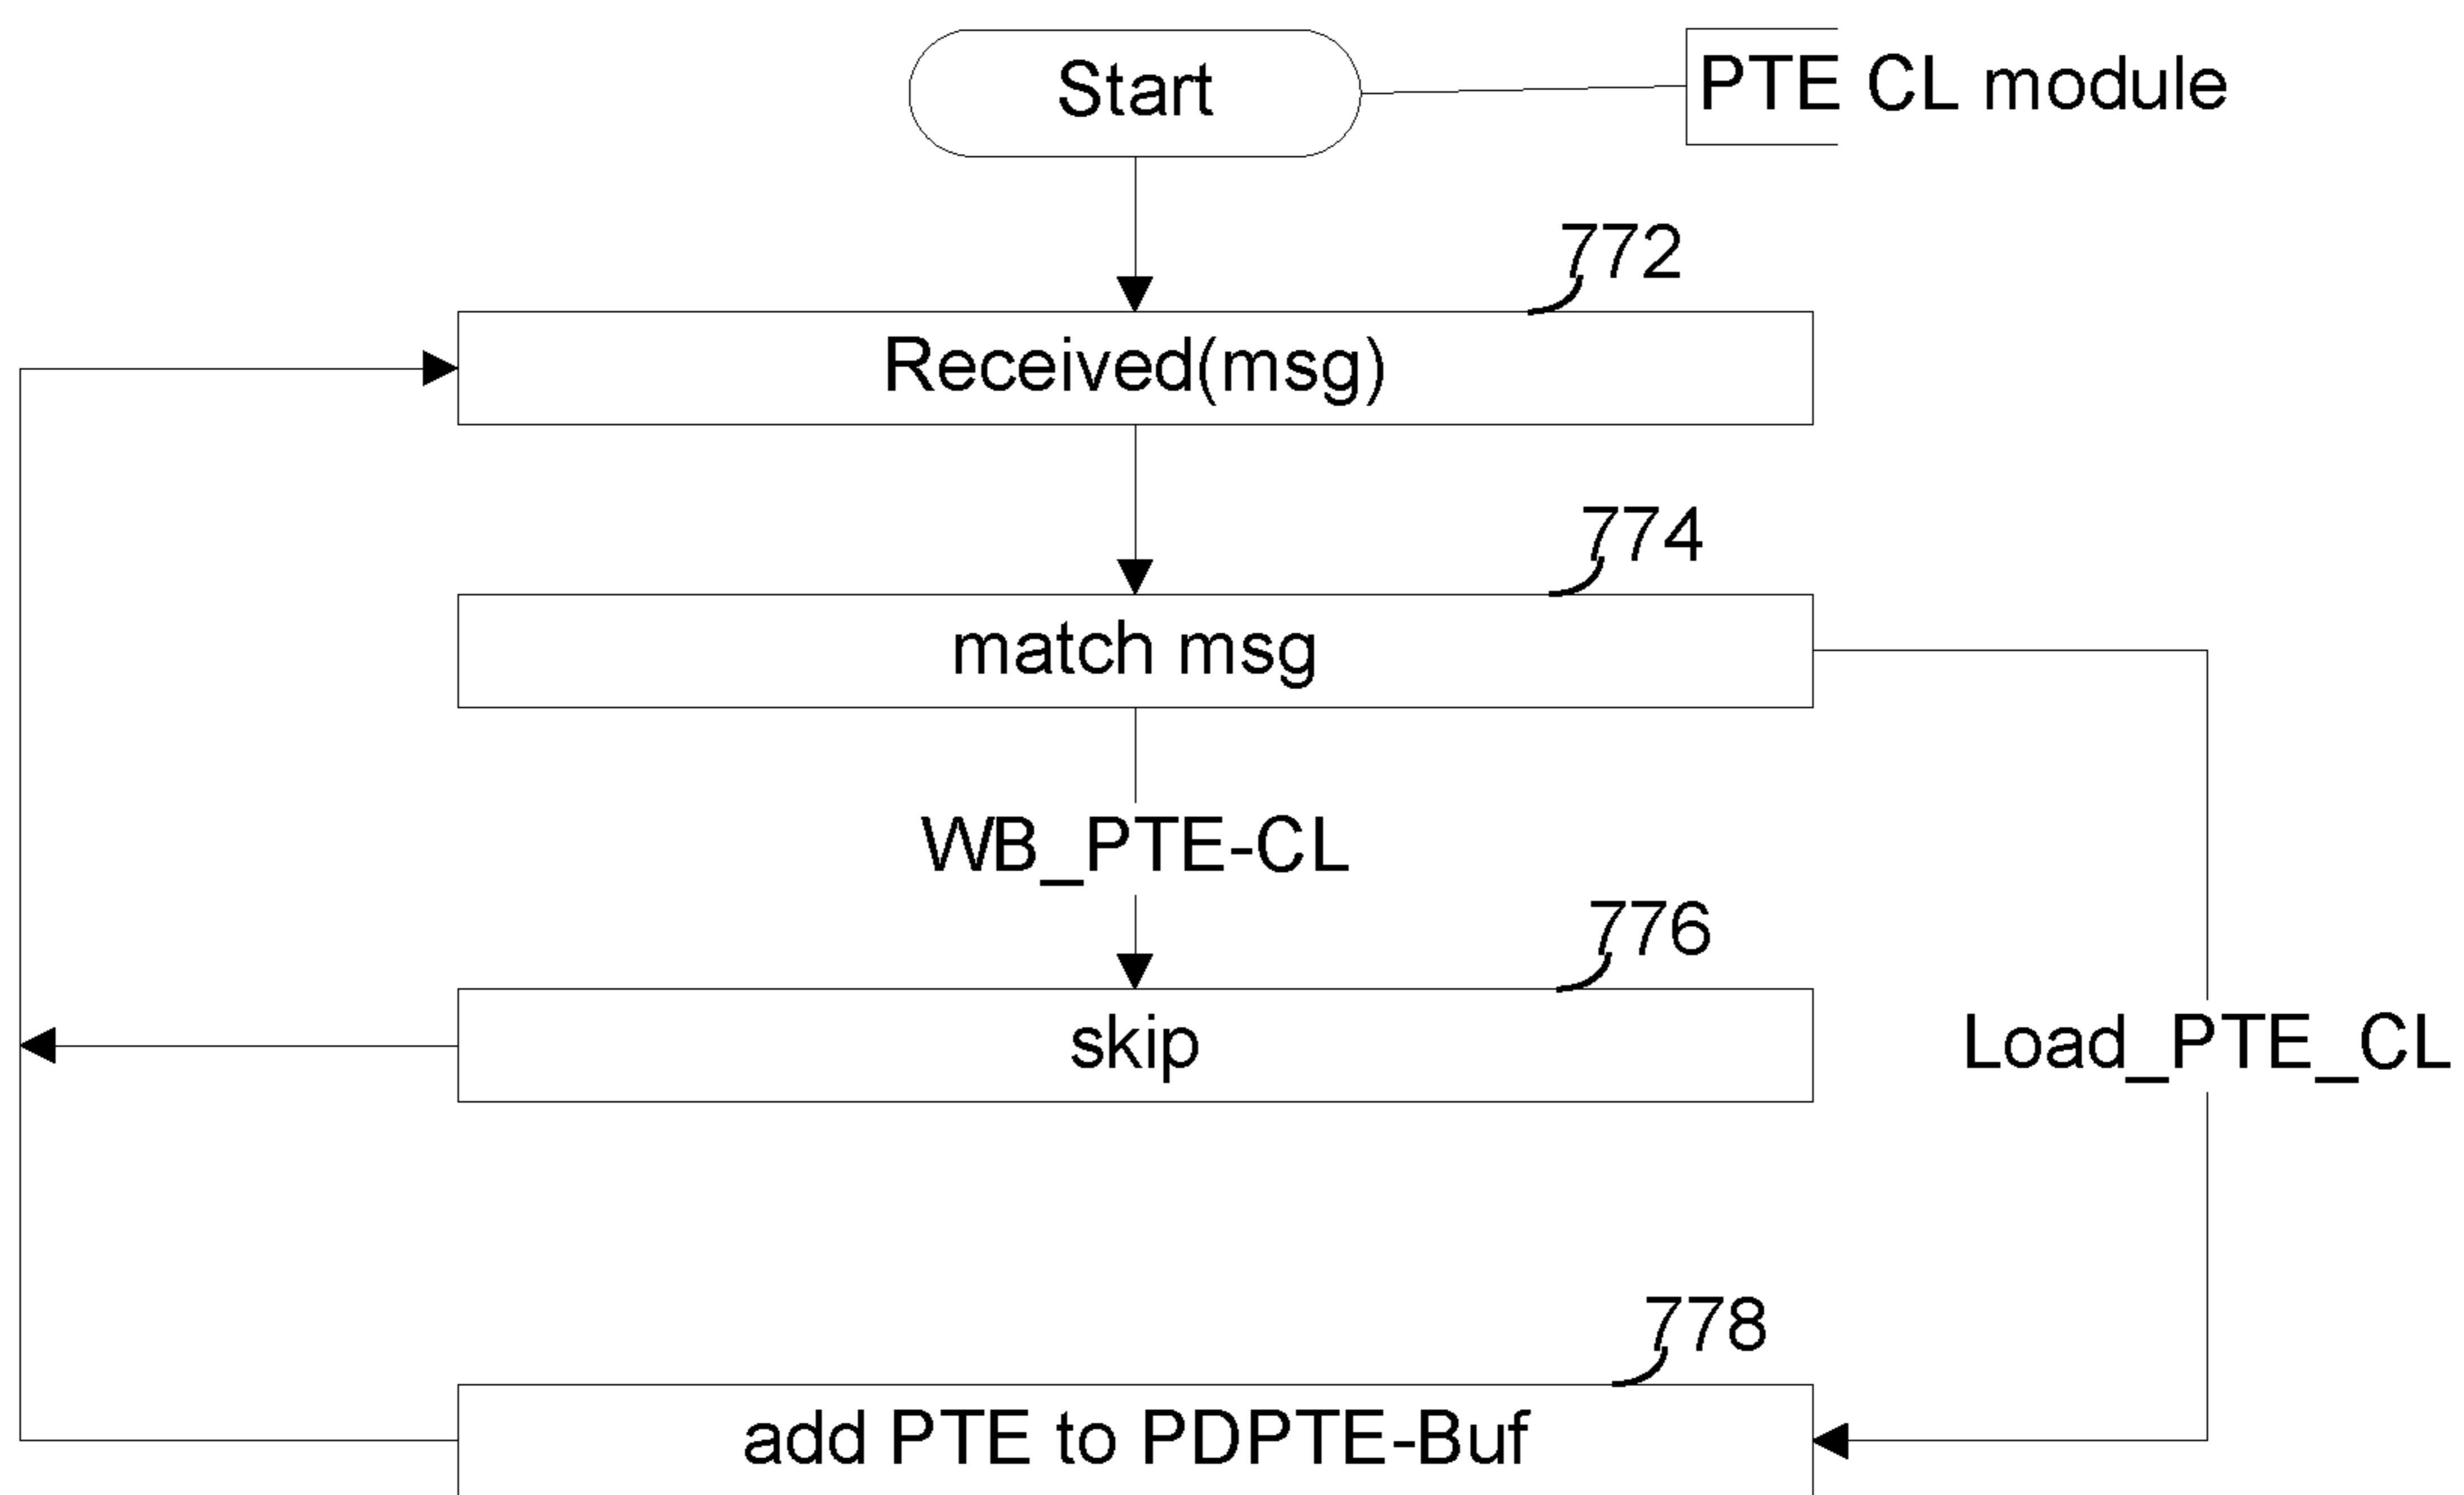 Start
PTE CL module
772
Received(msg)
774
match msg
WB_PTE-CL
776
skip
Load_PTE_CL
778
add PTE to PDPTE-Buf